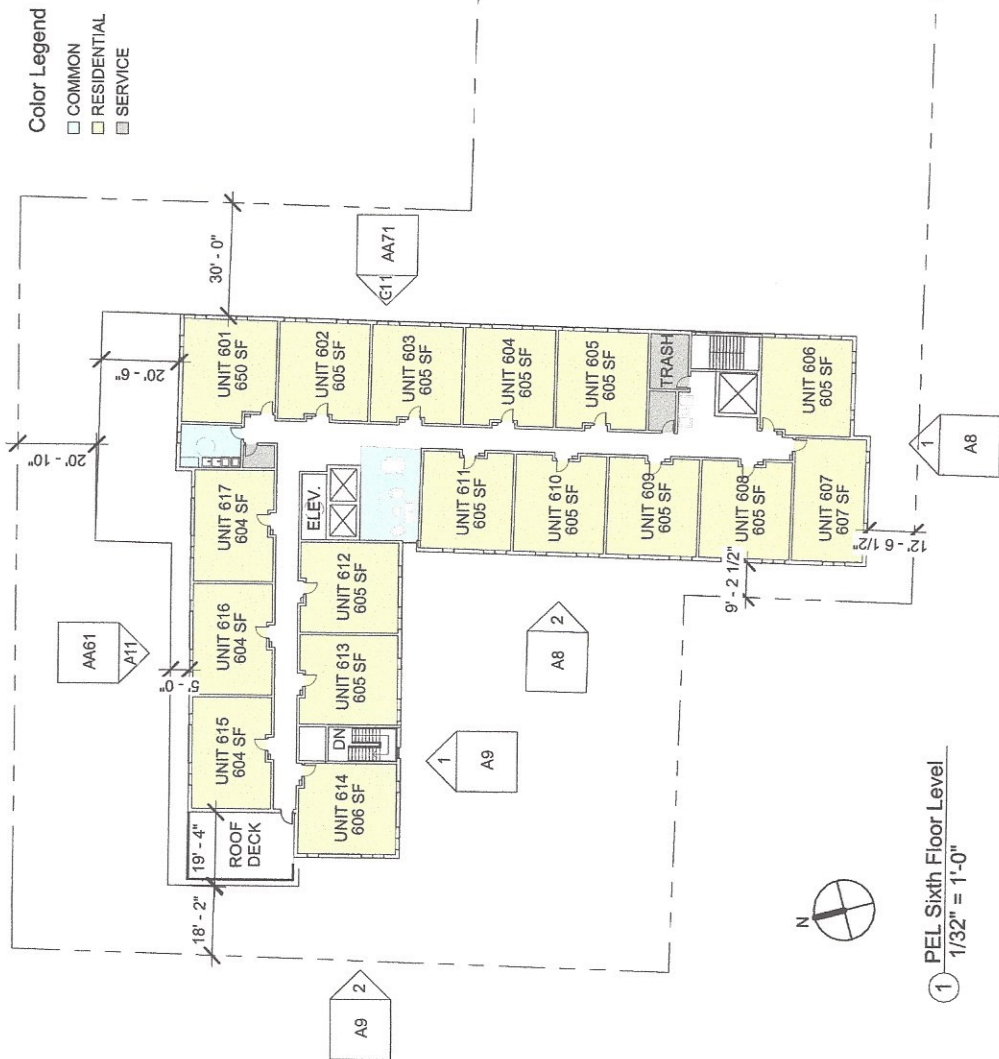 Color Legend
COMMON
RESIDENTIAL
SERVICE
30' - 0"
20' - 6"
20' - 10"
AA71
G11
UNIT 601
650 SF
UNIT 602
605 SF
UNIT 603
605 SF
UNIT 604
605 SF
UNIT 605
605 SF
TRASH
UNIT 606
605 SF
UNIT 607
607 SF
UNIT 608
605 SF
UNIT 609
605 SF
UNIT 610
605 SF
UNIT 611
605 SF
ELEV.
UNIT 612
605 SF
UNIT 613
605 SF
DN
UNIT 614
606 SF
UNIT 615
604 SF
UNIT 616
604 SF
UNIT 617
604 SF
ROOF
DECK
19' - 4"
18' - 2"
5' - 0"
AA61
A11
9' - 2 1/2"
12' - 6 1/2"
1
A8
2
A8
1
A9
2
A9
N
1
PEL Sixth Floor Level
1/32" = 1'-0"